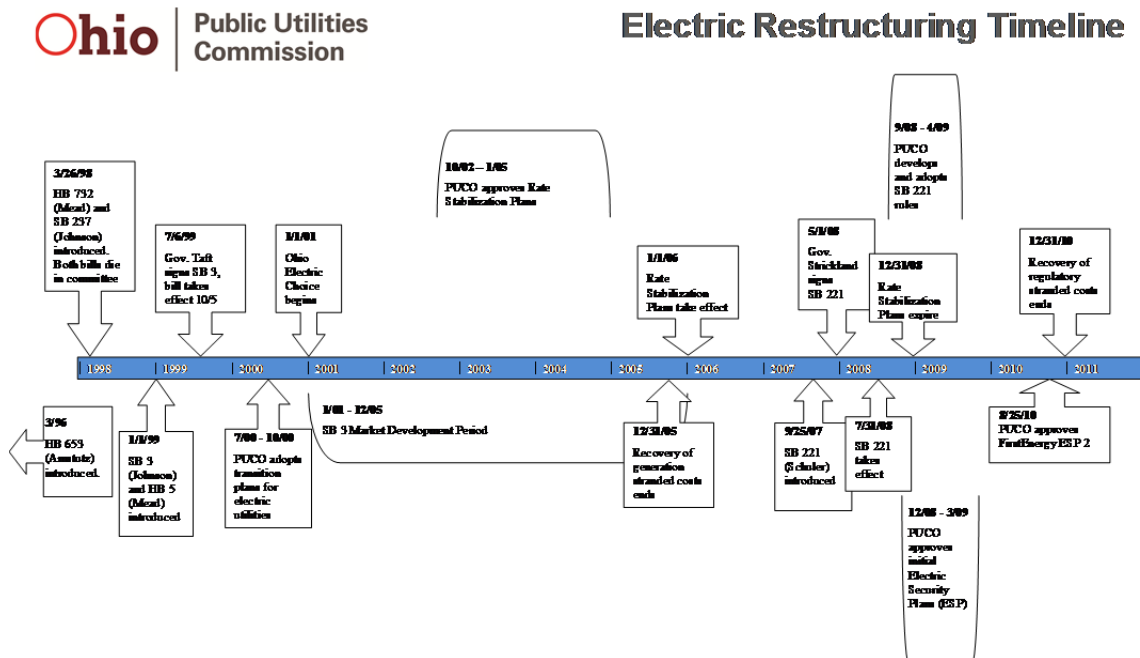 Ohio
Public Utilities
Commission
Electric Restructuring Timeline
3/26/98
HB 732
(Mead) and
SB 237
(Johnson)
introduced.
Both bills die
in committee
7/6/99
Gov. Taft
signs SB 3,
bill takes
effect 10/5
1/1/01
Ohio
Electric
Choice
begins
10/02 – 1/05
PUCO approves Rate
Stabilization Plans
1/1/06
Rate
Stabilization
Plans take effect
5/1/08
Gov.
Strickland
signs
SB 221
9/08 - 4/09
PUCO
develops
and adopts
SB 221
rules
12/31/08
Rate
Stabilization
Plans expire
12/31/10
Recovery of
regulatory
stranded costs
ends
1998
1999
2000
2001
2002
2003
2004
2005
2006
2007
2008
2009
2010
2011
3/96
HB 653
(Amstutz)
introduced.
1/1/99
SB 3
(Johnson)
and HB 5
(Mead)
introduced
7/00 - 10/00
PUCO adopts
transition
plans for
electric
utilities
1/01 - 12/05
SB 3 Market Development Period
12/31/05
Recovery of
generation
stranded costs
ends
9/25/07
SB 221
(Schuler)
introduced
7/31/08
SB 221
takes
effect
12/08 - 3/09
PUCO
approves
initial
Electric
Security
Plans (ESP)
8/25/10
PUCO approves
FirstEnergy ESP 2